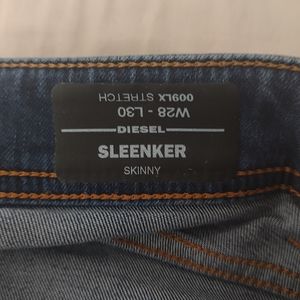 009LX STRETCH
W28 - L30
DIESEL
SLEENKER
SKINNY